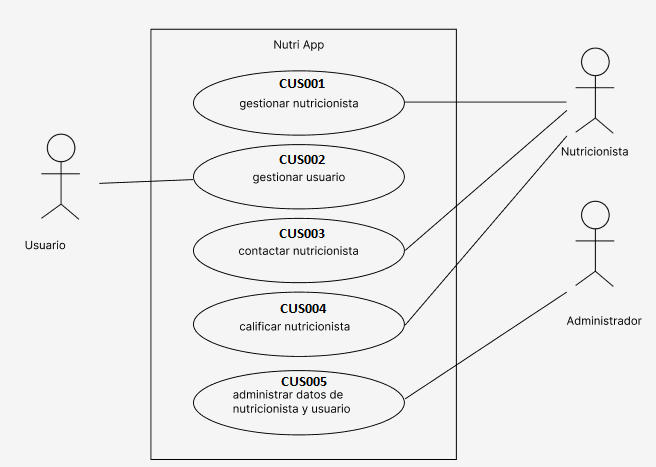 Nutri App
CUS001
gestionar nutricionista
CUS002
gestionar usuario
CUS003
contactar nutricionista
CUS004
calificar nutricionista
CUS005
administrar datos de
nutricionista y usuario
Usuario
Nutricionista
Administrador